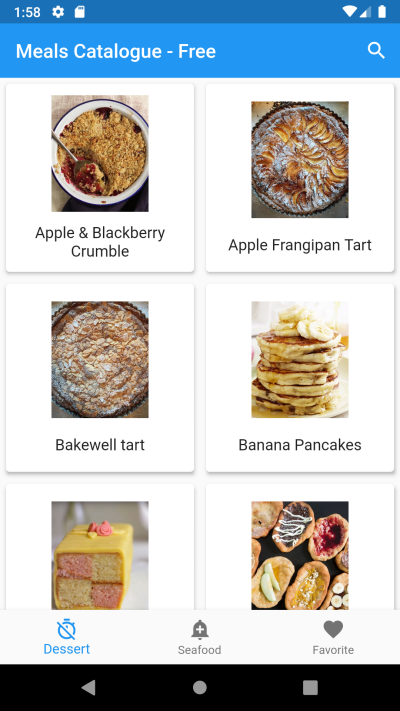 1:58
Meals Catalogue - Free
Apple & Blackberry
Crumble
Apple Frangipan Tart
Bakewell tart
Banana Pancakes
Dessert
Seafood
Favorite